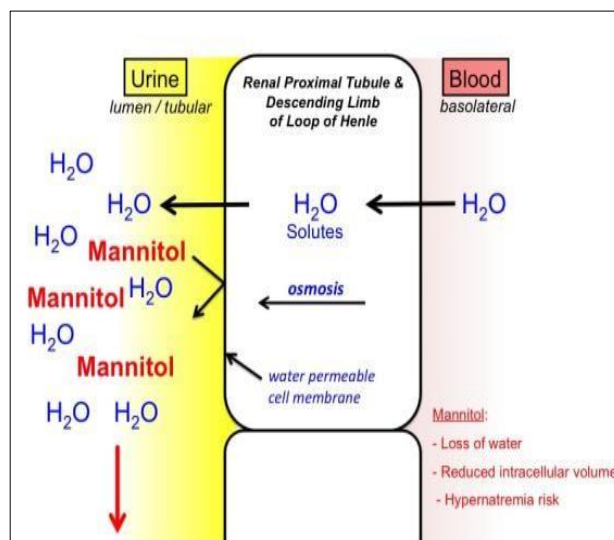 Urine
lumen / tubular
Renal Proximal Tubule &
Descending Limb
of Loop of Henle
Blood
basolateral
H₂O
H₂O
H₂O
H₂O
Solutes
H₂O
Mannitol
Mannitol
H₂O
osmosis
H₂O
Mannitol
water permeable
cell membrane
H₂O
H₂O
Mannitol:
- Loss of water
- Reduced intracellular volume
- Hypernatremia risk